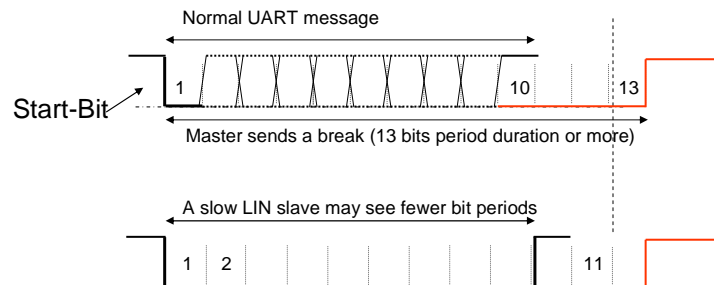 Normal UART message
1
10
13
Start-Bit
Master sends a break (13 bits period duration or more)
A slow LIN slave may see fewer bit periods
1
2
11